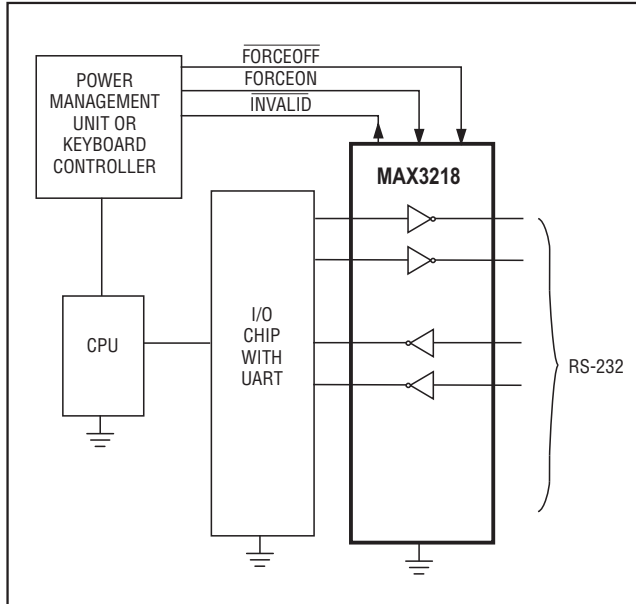 FORCEOFF
FORCEON
INVALID
POWER
MANAGEMENT
UNIT OR
KEYBOARD
CONTROLLER
MAX3218
CPU
I/O
CHIP
WITH
UART
RS-232